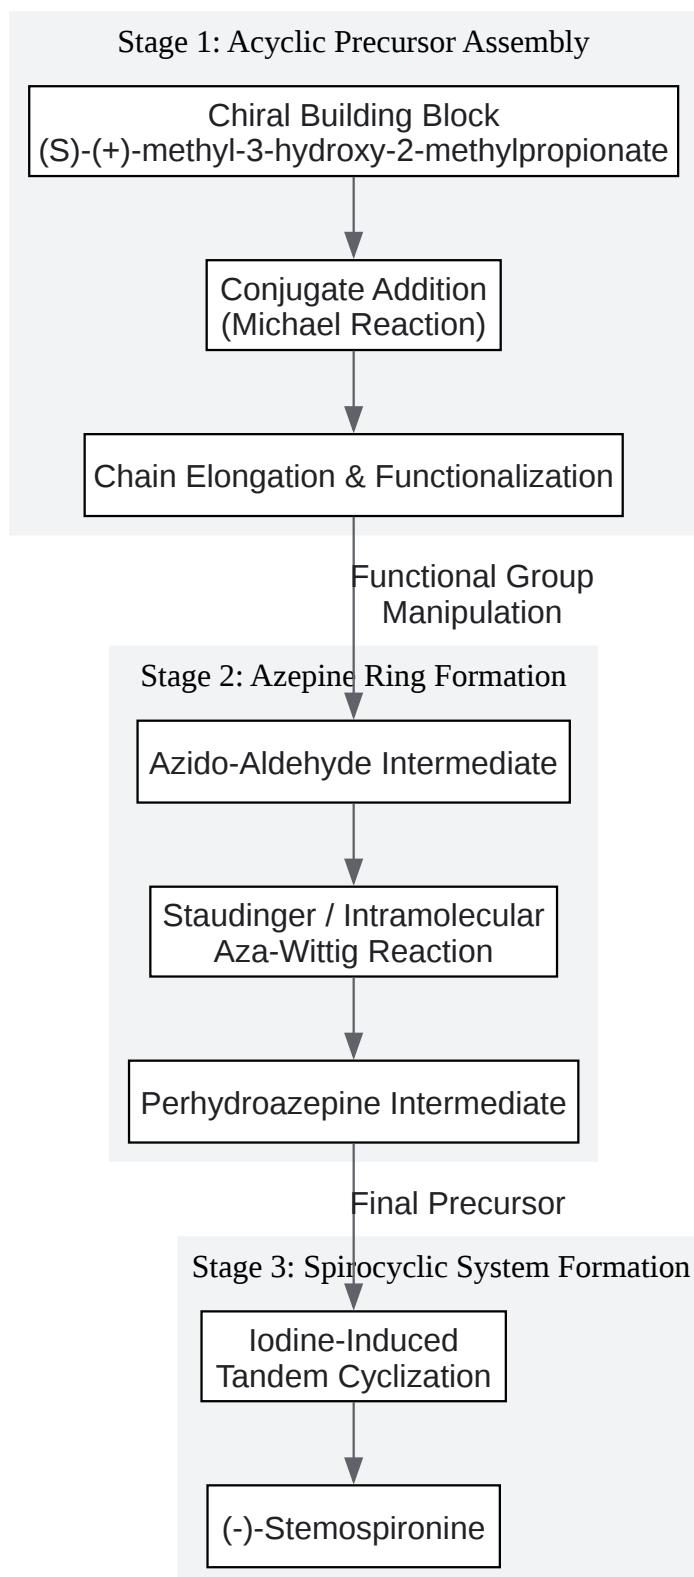 Stage 1: Acyclic Precursor Assembly
Chiral Building Block
(S)-(+)-methyl-3-hydroxy-2-methylpropionate
Conjugate Addition
(Michael Reaction)
Chain Elongation & Functionalization
Functional Group
Manipulation
Stage 2: Azepine Ring Formation
Azido-Aldehyde Intermediate
Staudinger / Intramolecular
Aza-Wittig Reaction
Perhydroazepine Intermediate
Final Precursor
Stage 3: Spirocyclic System Formation
Iodine-Induced
Tandem Cyclization
(-)-Stemospironine